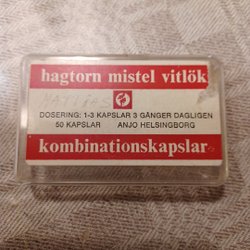 hagtorn mistel vitlök
DOSERING: 1-3 KAPSLAR 3 GÅNGER DAGLIGEN
50 KAPSLAR ANJO HELSINGBORG
kombinationskapslar